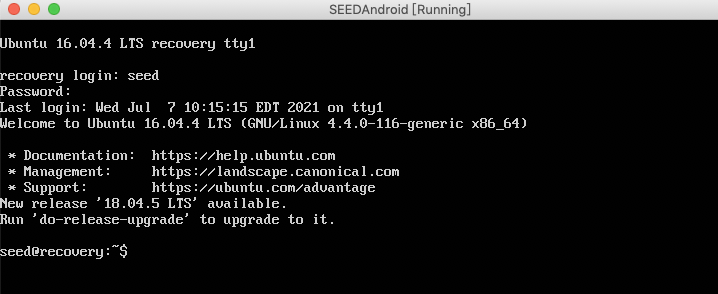 SEEDAndroid [Running]
Ubuntu 16.04.4 LTS recovery tty1
recovery login: seed
Password:
Last login: Wed Jul  7 10:15:15 EDT 2021 on tty1
Welcome to Ubuntu 16.04.4 LTS (GNU/Linux 4.4.0-116-generic x86_64)
 * Documentation:  https://help.ubuntu.com
 * Management:     https://landscape.canonical.com
 * Support:        https://ubuntu.com/advantage
New release '18.04.5 LTS' available.
Run 'do-release-upgrade' to upgrade to it.
seed@recovery:~$